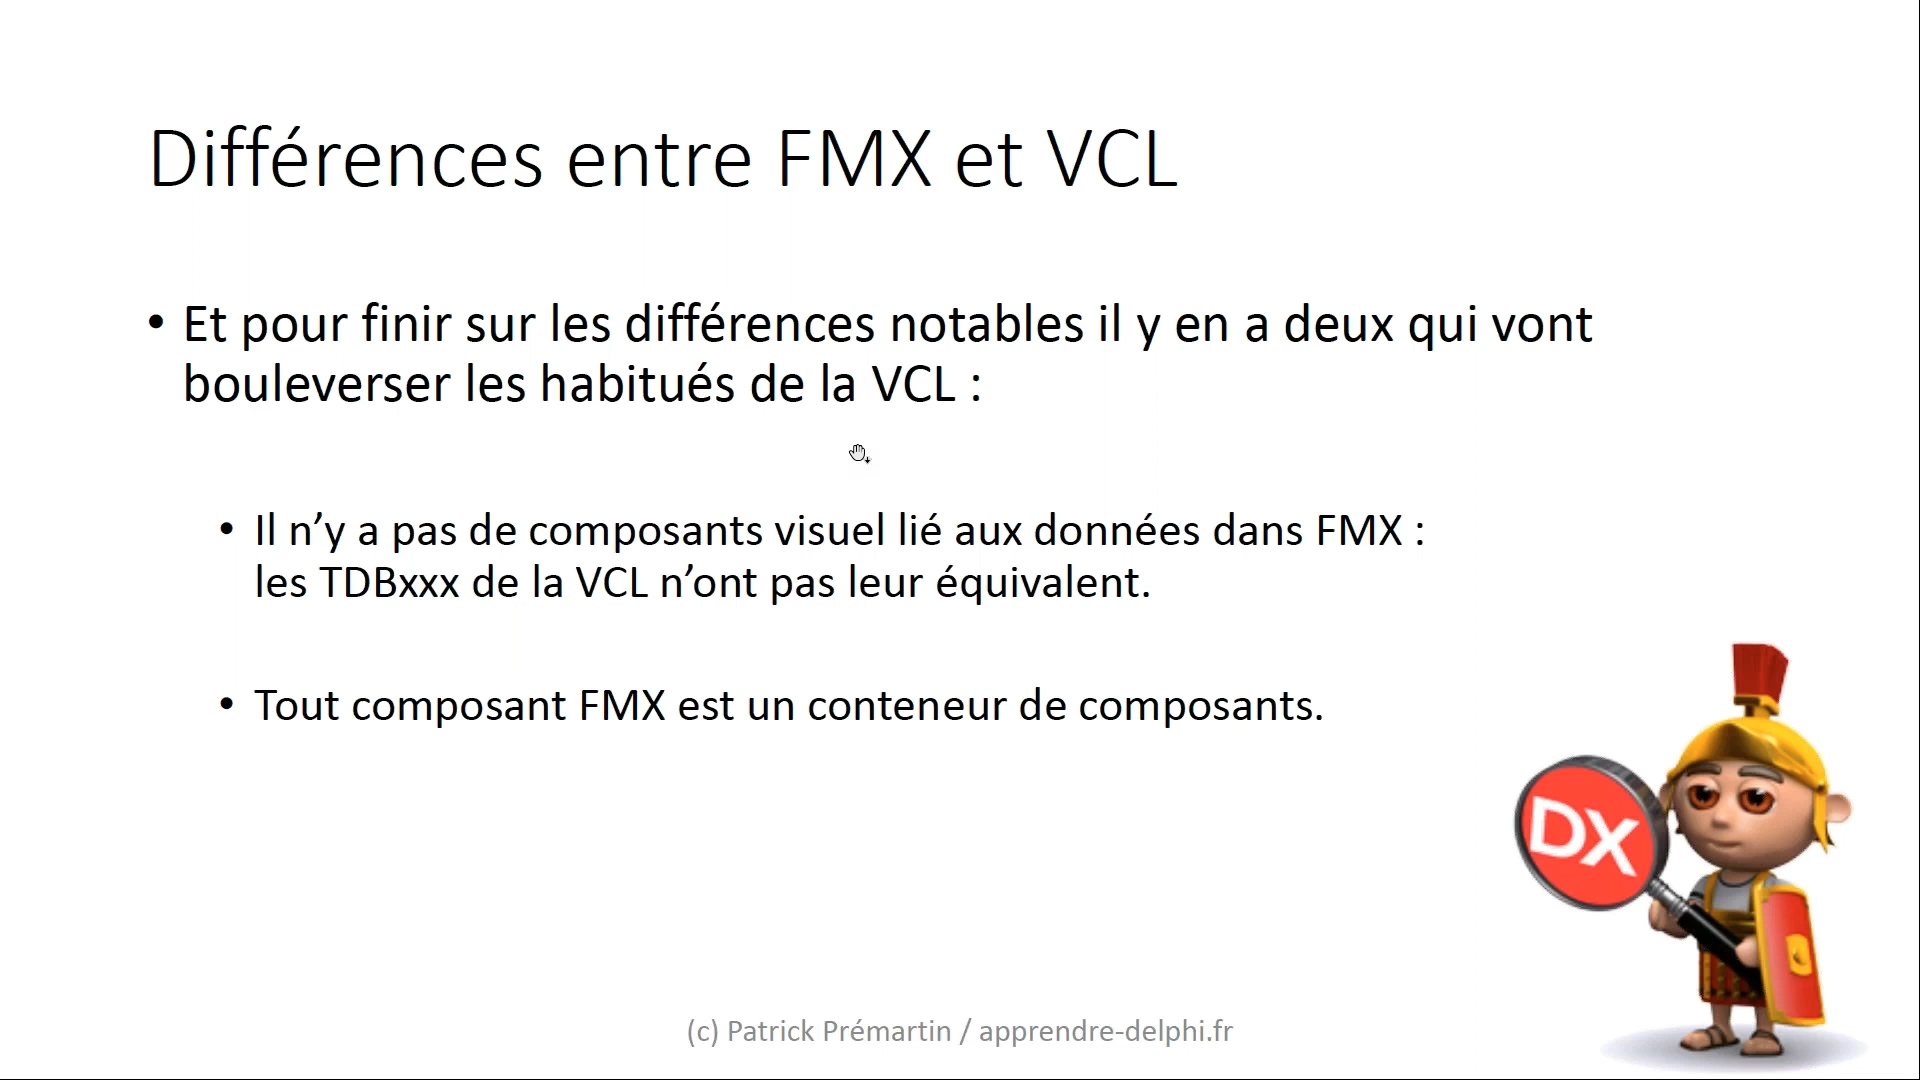 Différences entre FMX et VCL
• Et pour finir sur les différences notables il y en a deux qui vont
bouleverser les habitués de la VCL :
• Il n’y a pas de composants visuel lié aux données dans FMX :
les TDBxxx de la VCL n’ont pas leur équivalent.
• Tout composant FMX est un conteneur de composants.
DX
(c) Patrick Prémartin / apprendre-delphi.fr